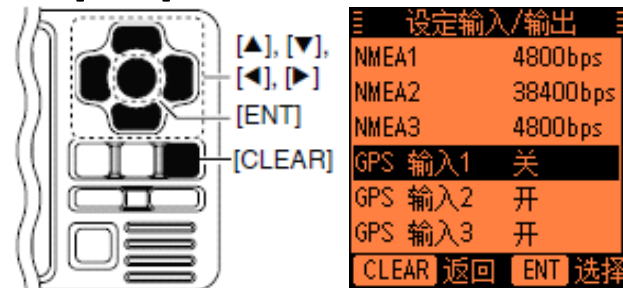 [▲], [▼],
[◀], [▶]
[ENT]
[CLEAR]
设定输入/输出
NMEA1 4800bps
NMEA2 38400bps
NMEA3 4800bps
GPS 输入1 关
GPS 输入2 开
GPS 输入3 开
CLEAR 返回 ENT 选择